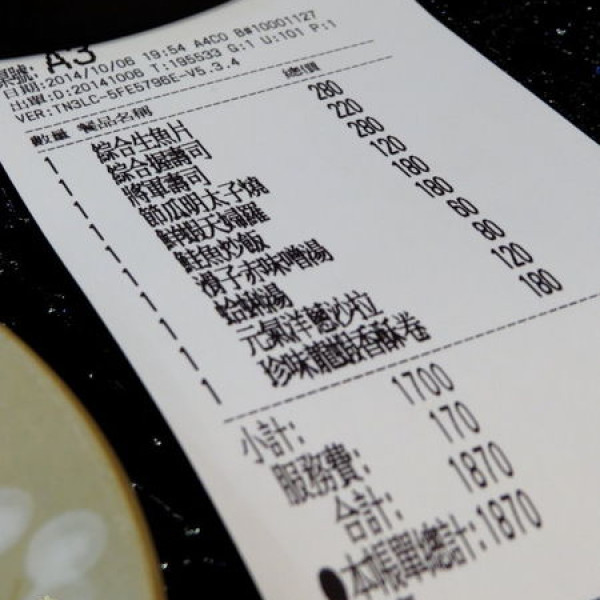 桌號: A3
日期:2014/10/06 19:54 A4C0 B#10001127
出單:D:20141006 T:195533 G:1 U:101 P:1
VER:TN3LC-5FE5796E-V5.3.4
數量 餐品名稱 總價
1 綜合生魚片 280
1 綜合握壽司 220
1 將軍壽司 280
1 節瓜明太子燒 120
1 鮮蝦天婦羅 180
1 鮭魚炒飯 180
1 赤味噌湯 60
1 蛤蜊湯 80
1 元氣洋蔥沙拉 120
1 珍味龍蝦香酥卷 180
小計: 1700
服務費: 170
合計: 1870
本帳單總計:1870